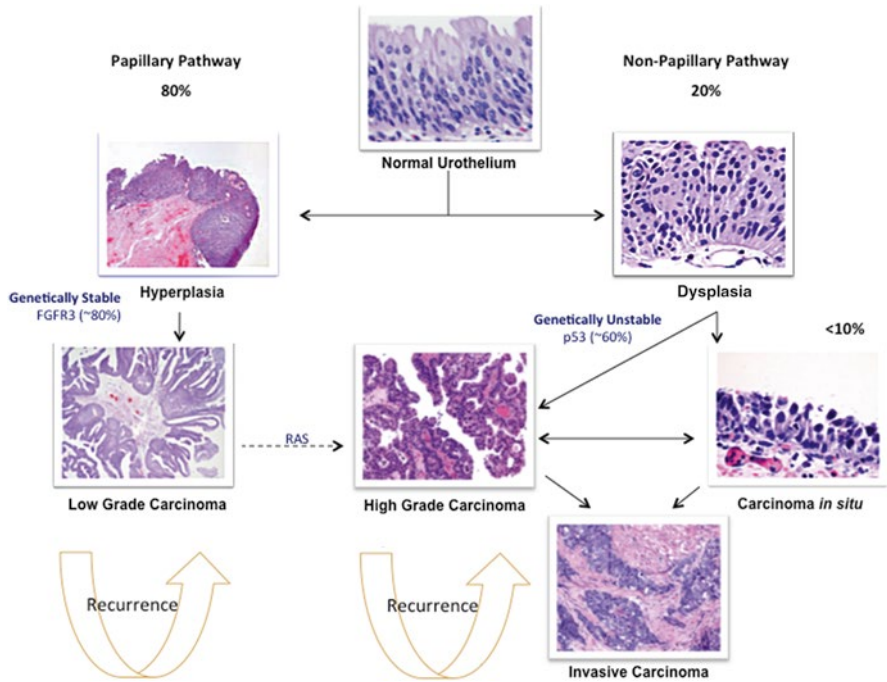 Papillary Pathway
80%
Normal Urothelium
Non-Papillary Pathway
20%
Hyperplasia
Dysplasia
Genetically Stable
FGFR3 (~80%)
Genetically Unstable
p53 (~60%)
<10%
RAS
Low Grade Carcinoma
High Grade Carcinoma
Carcinoma in situ
Recurrence
Recurrence
Invasive Carcinoma